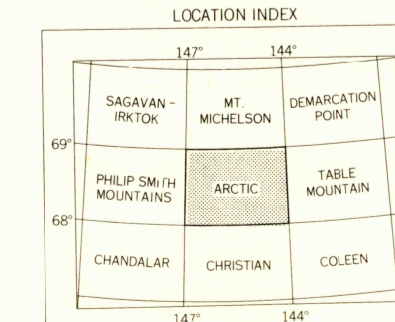 LOCATION INDEX
147° 144°
SAGAVAN-
IRKTOK
MT.
MICHELSON
DEMARCATION
POINT
69°
PHILIP SMITH
MOUNTAINS
ARCTIC
TABLE
MOUNTAIN
68°
CHANDALAR
CHRISTIAN
COLEEN
147° 144°